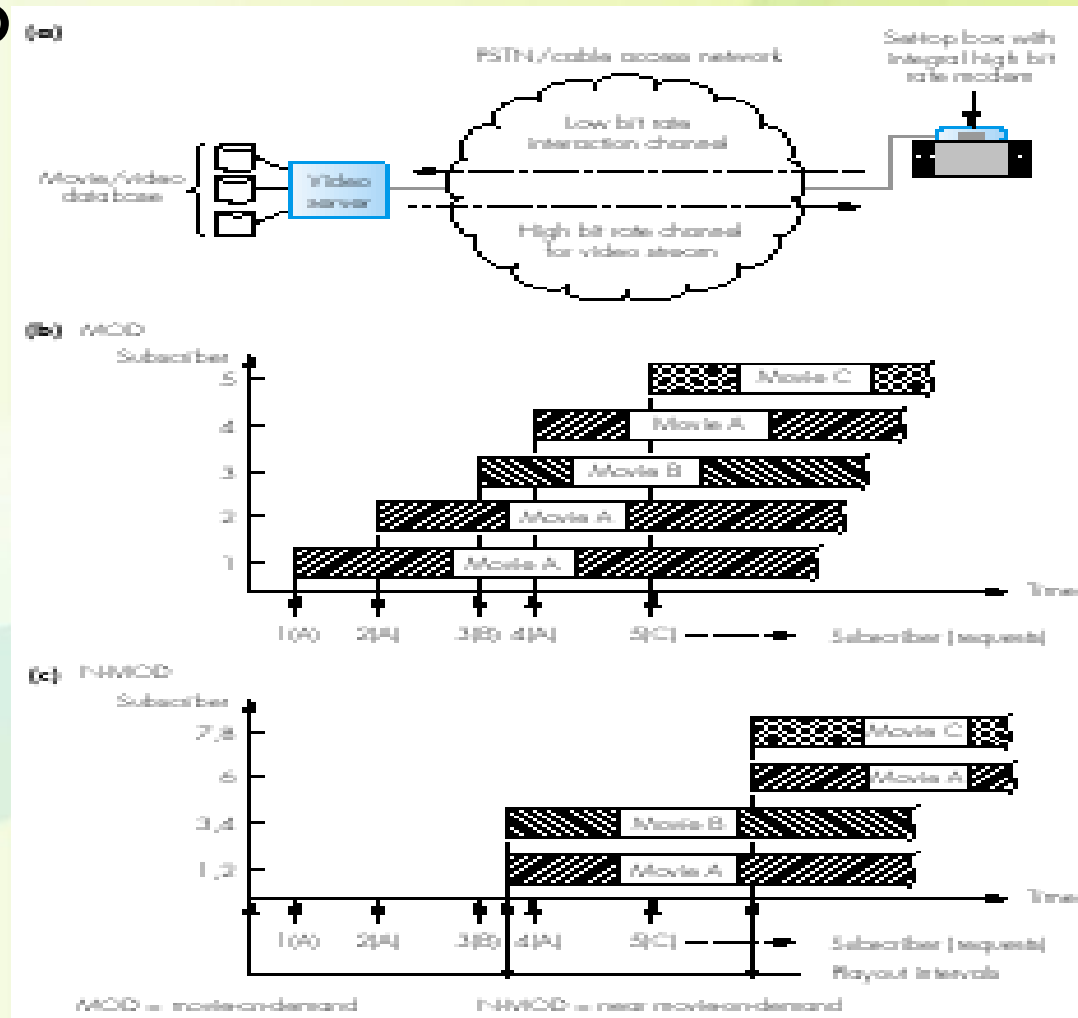 (a)
PSTN/cable access network
Set-top box with
integral high bit
rate modem
Low bit rate
interaction channel
Movie/video
database
Video
server
High bit rate channel
for video stream
(b) MOD
Subscriber
5
Movie C
4
Movie A
3
Movie B
2
Movie A
1
Movie A
Time
1(A) 2(A) 3(B) 4(A) 5(C) Subscriber (requests)
(c) N-MOD
Subscriber
7,8
Movie C
6
Movie A
3,4
Movie B
1,2
Movie A
Time
1(A) 2(A) 3(B) 4(A) 5(C) Subscriber (requests)
Playout intervals
MOD = movie-on-demand N-MOD = near movie-on-demand